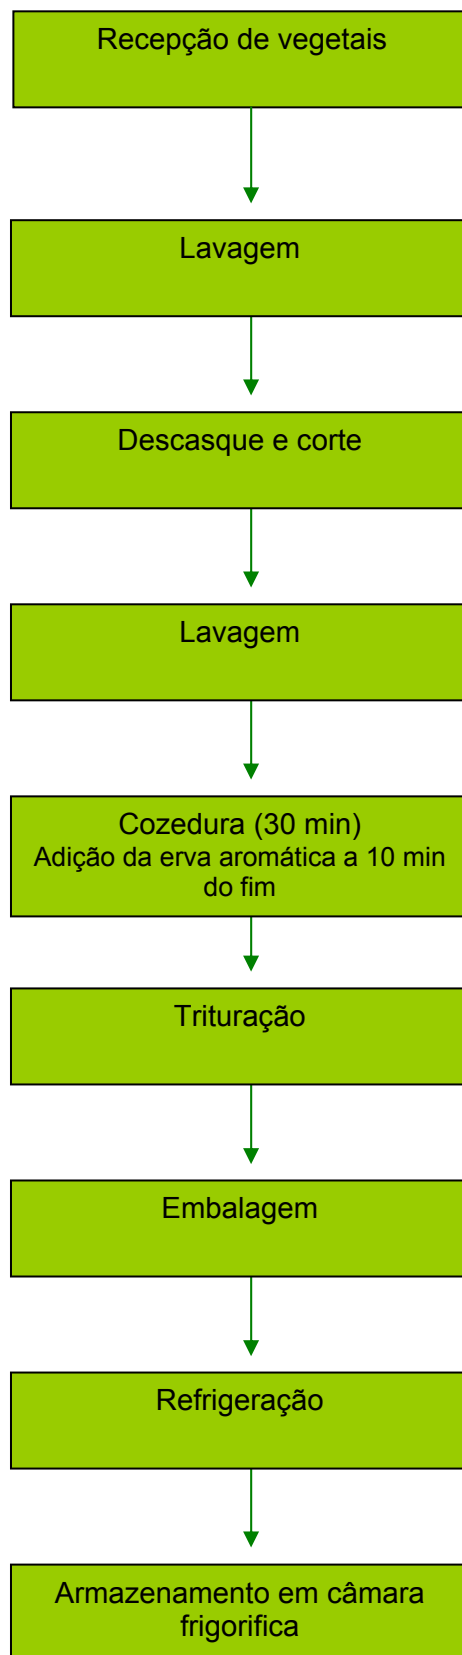 Recepção de vegetais
Lavagem
Descasque e corte
Lavagem
Cozedura (30 min)
Adição da erva aromática a 10 min
do fim
Trituração
Embalagem
Refrigeração
Armazenamento em câmara
frigorifica